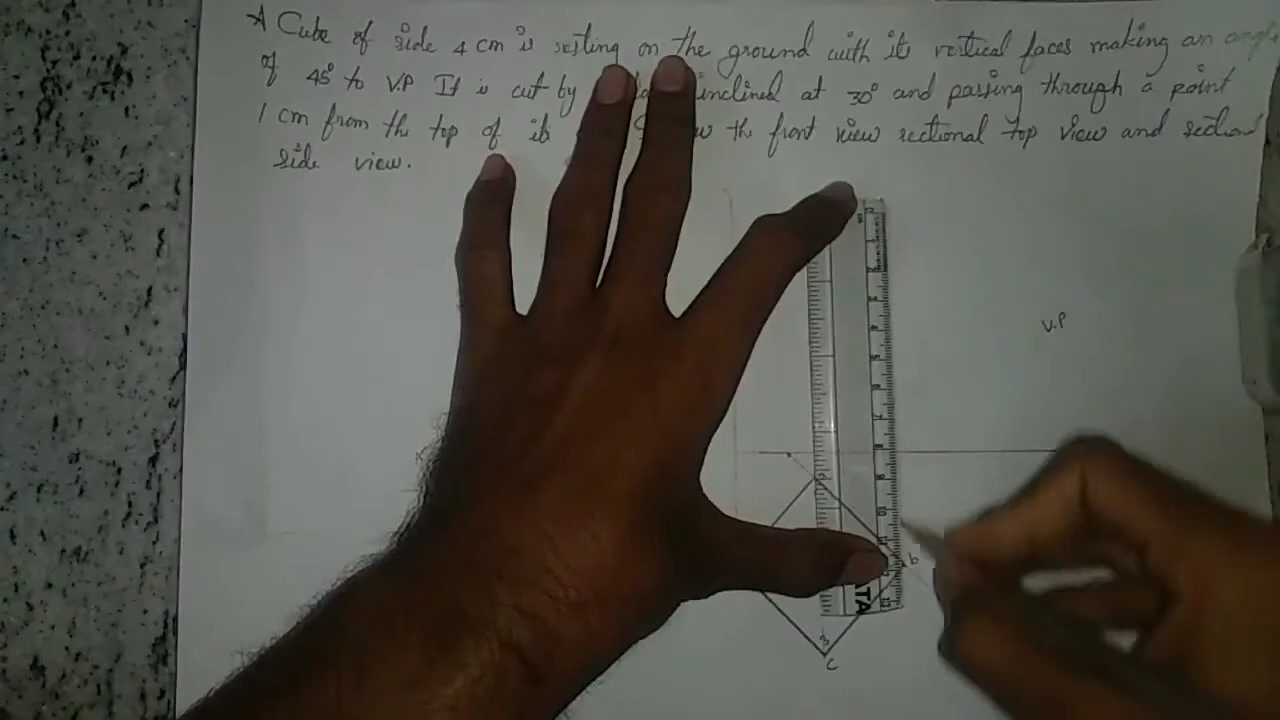 A Cube of side 4 cm is resting on the ground with its vertical faces making an angle
of 45° to V.P It is cut by inclined at 30° and passing through a point
1 cm from the top of its the front view sectional top view and section
side view.
V.P
b
c